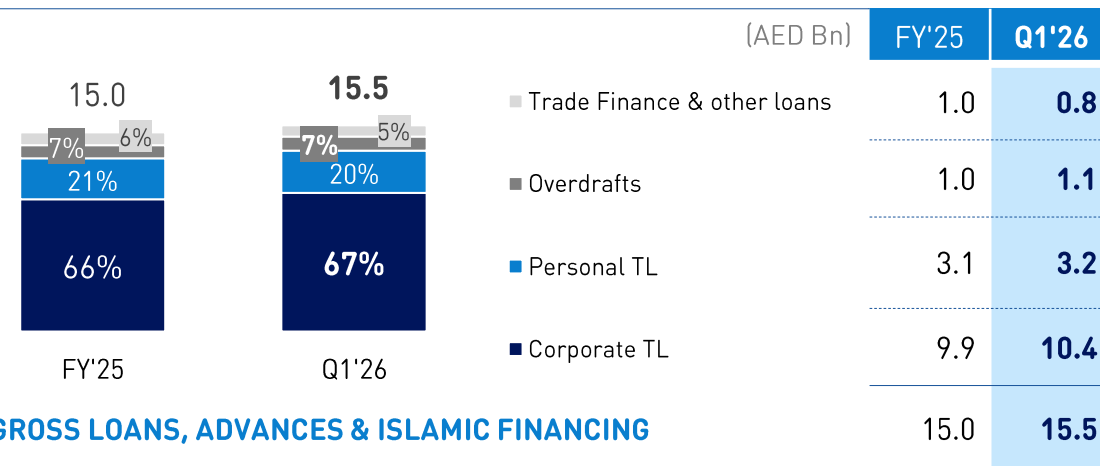 (AED Bn) FY'25 Q1'26
15.0 15.5
Trade Finance & other loans 1.0 0.8
7% 6% 7% 5%
21% 20%
Overdrafts 1.0 1.1
66% 67%
Personal TL 3.1 3.2
Corporate TL 9.9 10.4
FY'25 Q1'26
GROSS LOANS, ADVANCES & ISLAMIC FINANCING 15.0 15.5